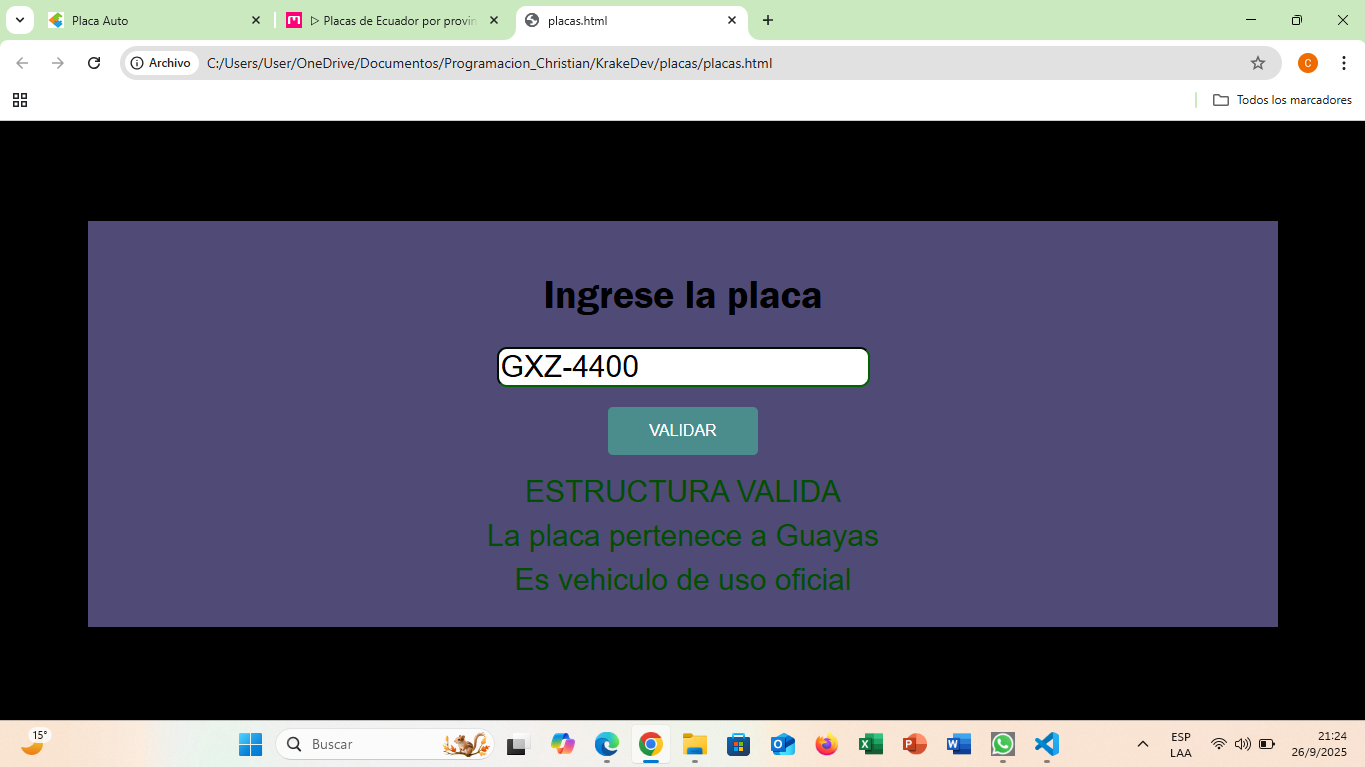 Placa Auto
▷ Placas de Ecuador por provin
placas.html
Archivo
C:/Users/User/OneDrive/Documentos/Programacion_Christian/KrakeDev/placas/placas.html
C
Todos los marcadores
Ingrese la placa
GXZ-4400
VALIDAR
ESTRUCTURA VALIDA
La placa pertenece a Guayas
Es vehiculo de uso oficial
15°
Buscar
ESP
LAA
21:24
26/9/2025